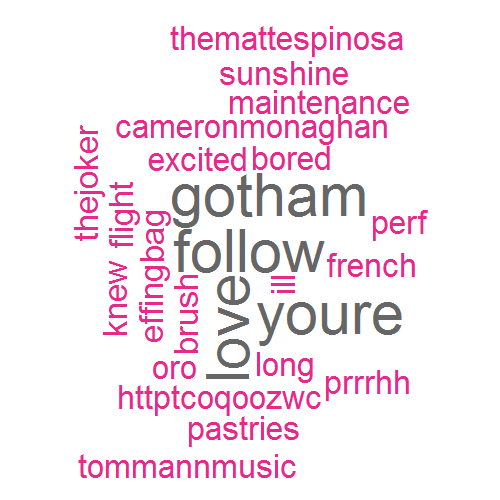 themattespinosa
sunshine
maintenance
cameronmonaghan
excited
bored
thejoker
gotham
knew
flight
effingbag
perf
follow
french
ill
brush
love
youre
oro
long
prrrhh
httptcoqoozwc
pastries
tommannmusic